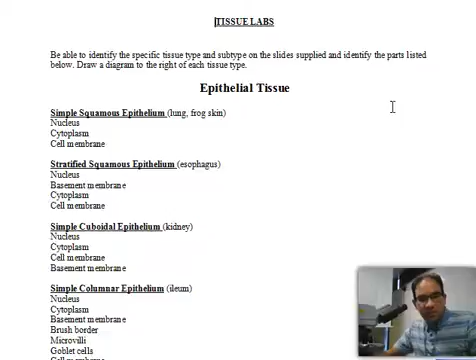 TISSUE LABS
Be able to identify the specific tissue type and subtype on the slides supplied and identify the parts listed
below. Draw a diagram to the right of each tissue type.
Epithelial Tissue
Simple Squamous Epithelium (lung, frog skin)
Nucleus
Cytoplasm
Cell membrane
Stratified Squamous Epithelium (esophagus)
Nucleus
Basement membrane
Cytoplasm
Cell membrane
Simple Cuboidal Epithelium (kidney)
Nucleus
Cytoplasm
Cell membrane
Basement membrane
Simple Columnar Epithelium (ileum)
Nucleus
Cytoplasm
Basement membrane
Brush border
Microvilli
Goblet cells
Cell membrane